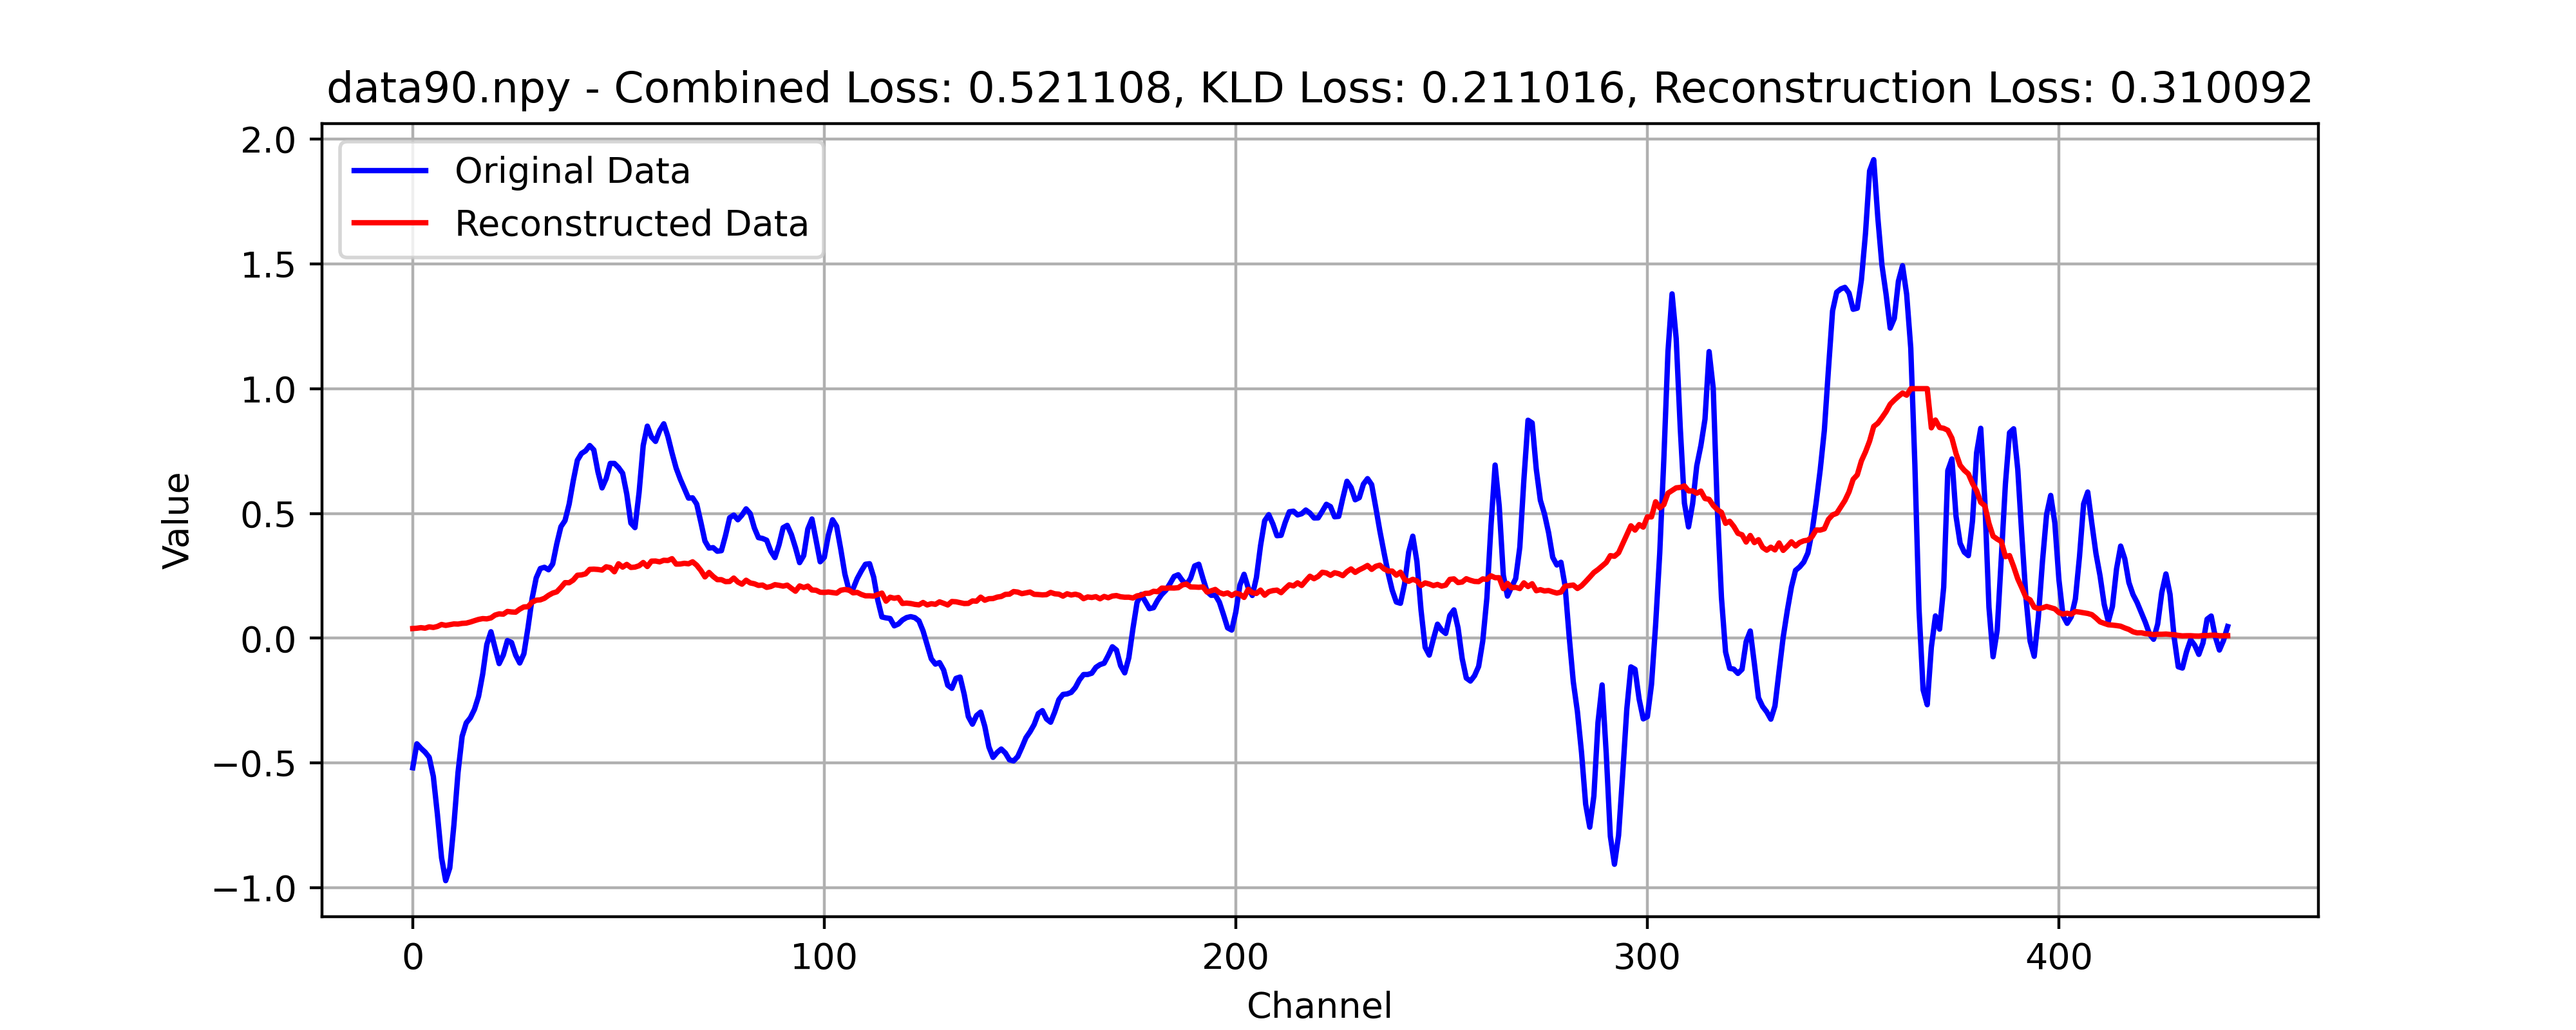 data90.npy - Combined Loss: 0.521108, KLD Loss: 0.211016, Reconstruction Loss: 0.310092
Original Data
Reconstructed Data
Value
2.0
1.5
1.0
0.5
0.0
−0.5
−1.0
0 100 200 300 400
Channel